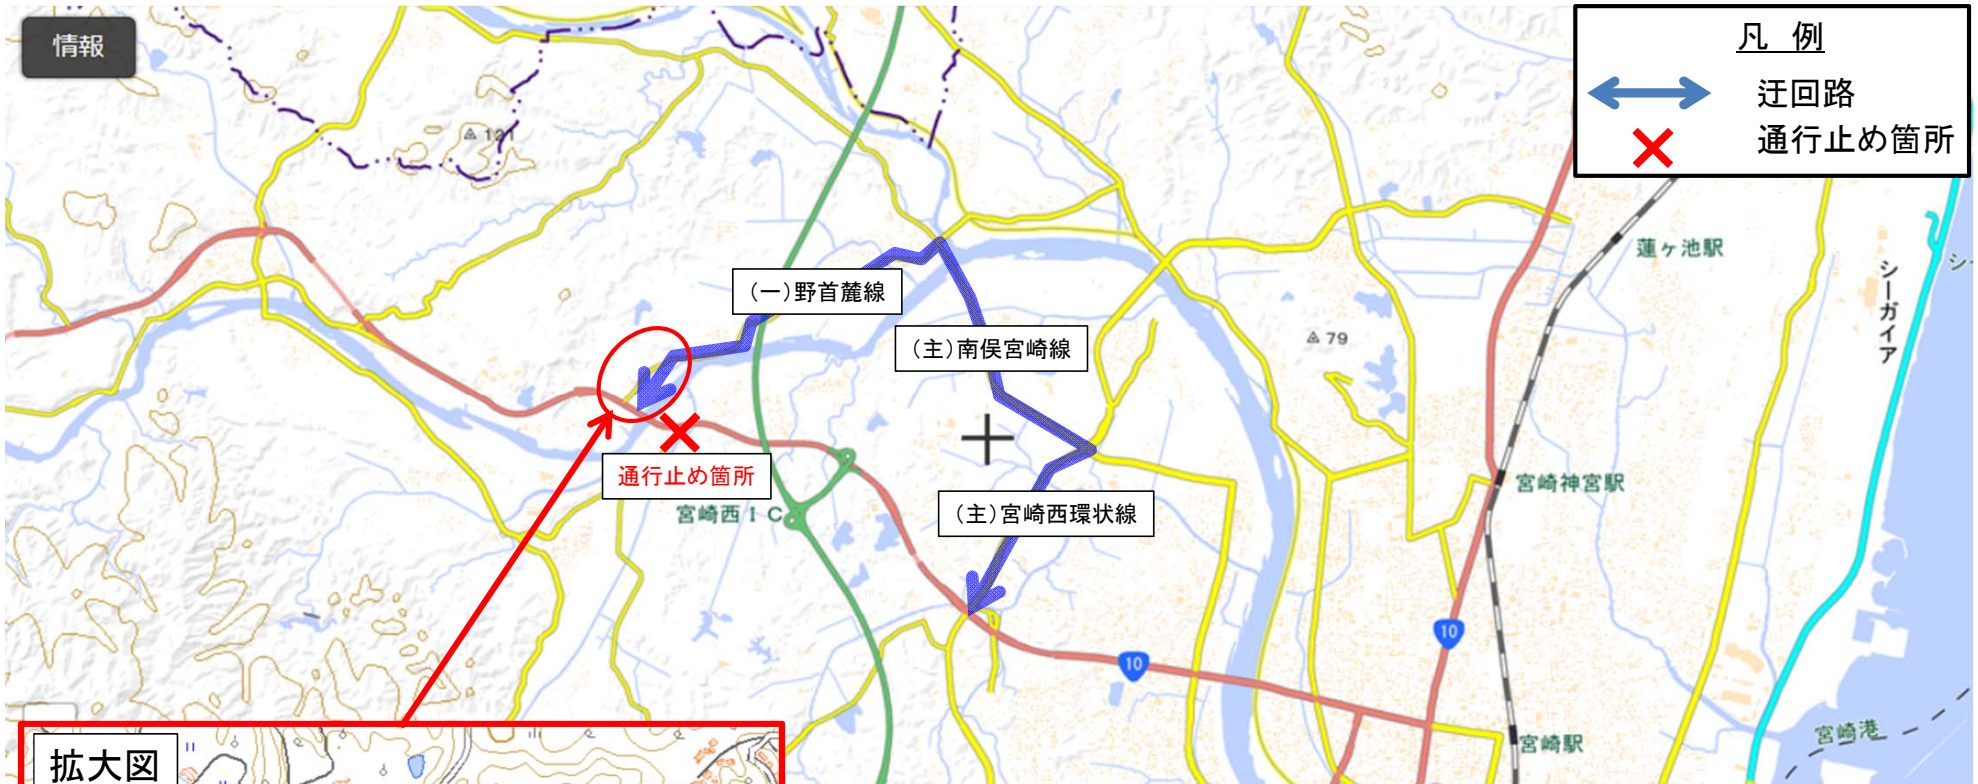 情報
凡 例
迂回路
通行止め箇所
121
蓮ヶ池駅
シー
シーガイア
(一)野首麓線
(主)南俣宮崎線
79
通行止め箇所
宮崎西IC
宮崎神宮駅
(主)宮崎西環状線
10
10
宮崎港
宮崎駅
拡大図